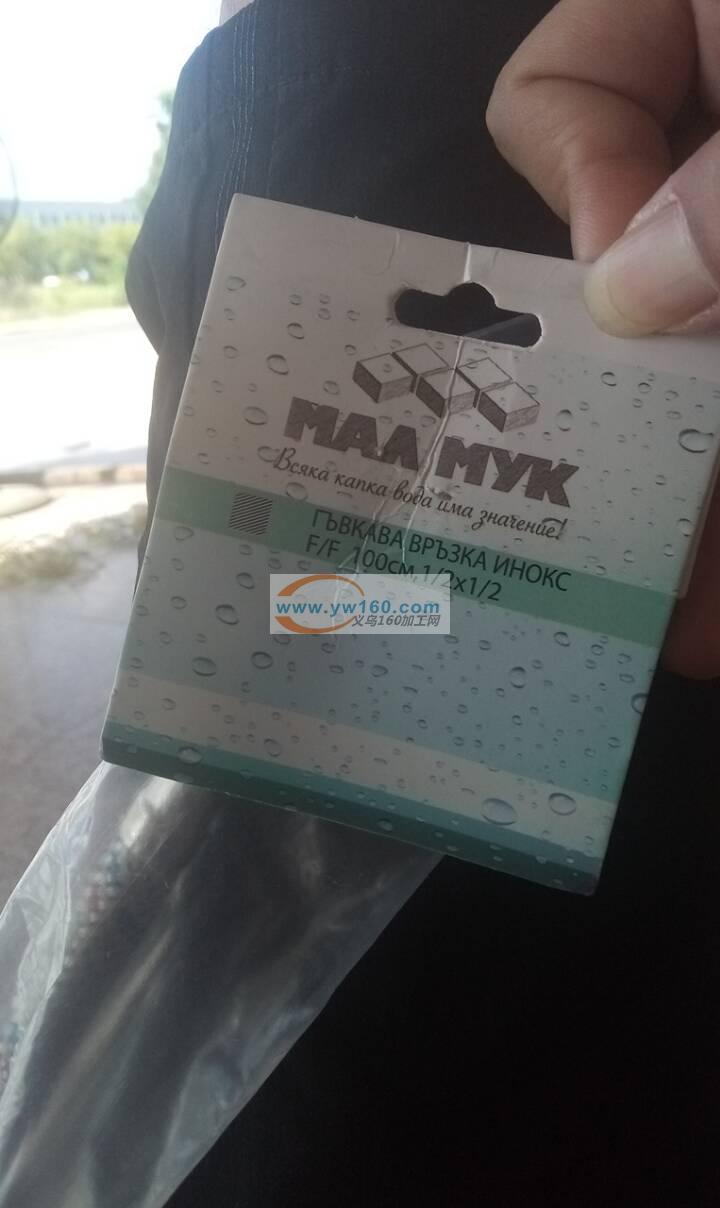 МАЛ МУК
Всяка капка вода има значение!
ГЪВКАВА ВРЪЗКА ИНОКС
F/F 100см,1/2x1/2
www.yw160.com
义乌160加工网